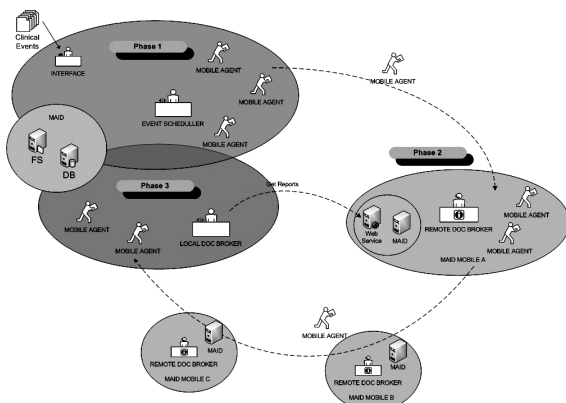 Clinical
Events
INTERFACE
Phase 1
MOBILE AGENT
MOBILE AGENT
MOBILE AGENT
EVENT SCHEDULLER
MOBILE AGENT
MAID
FS
DB
Phase 2
Phase 3
Get Reports
MOBILE AGENT
MOBILE AGENT
LOCAL DOC BROKER
Web
Service
MAID
REMOTE DOC BROKER
MOBILE AGENT
MOBILE AGENT
MAID MOBILE A
MOBILE AGENT
MAID
REMOTE DOC BROKER
MAID MOBILE C
MAID
REMOTE DOC BROKER
MAID MOBILE B